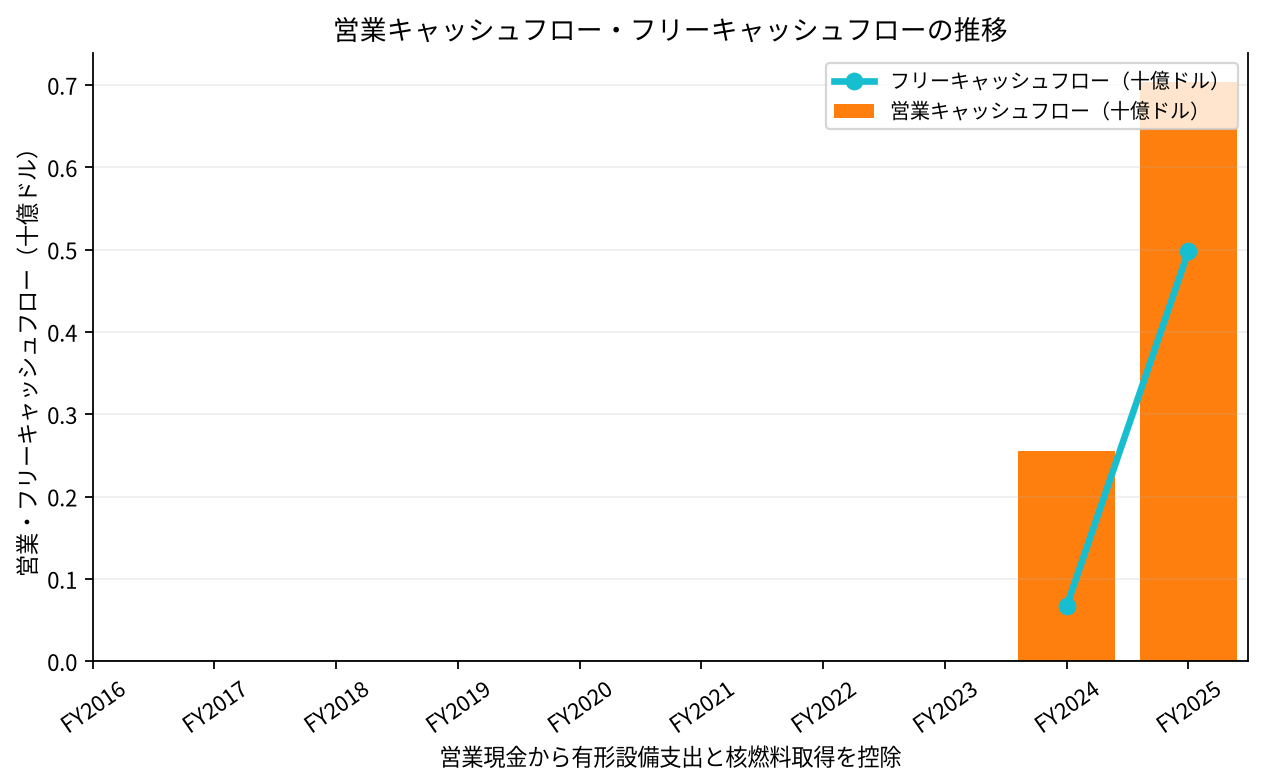 営業キャッシュフロー・フリーキャッシュフローの推移
フリーキャッシュフロー（十億ドル）
営業キャッシュフロー（十億ドル）
営業・フリーキャッシュフロー（十億ドル）
0.7
0.6
0.5
0.4
0.3
0.2
0.1
0.0
FY2016
FY2017
FY2018
FY2019
FY2020
FY2021
FY2022
FY2023
FY2024
FY2025
営業現金から有形設備支出と核燃料取得を控除